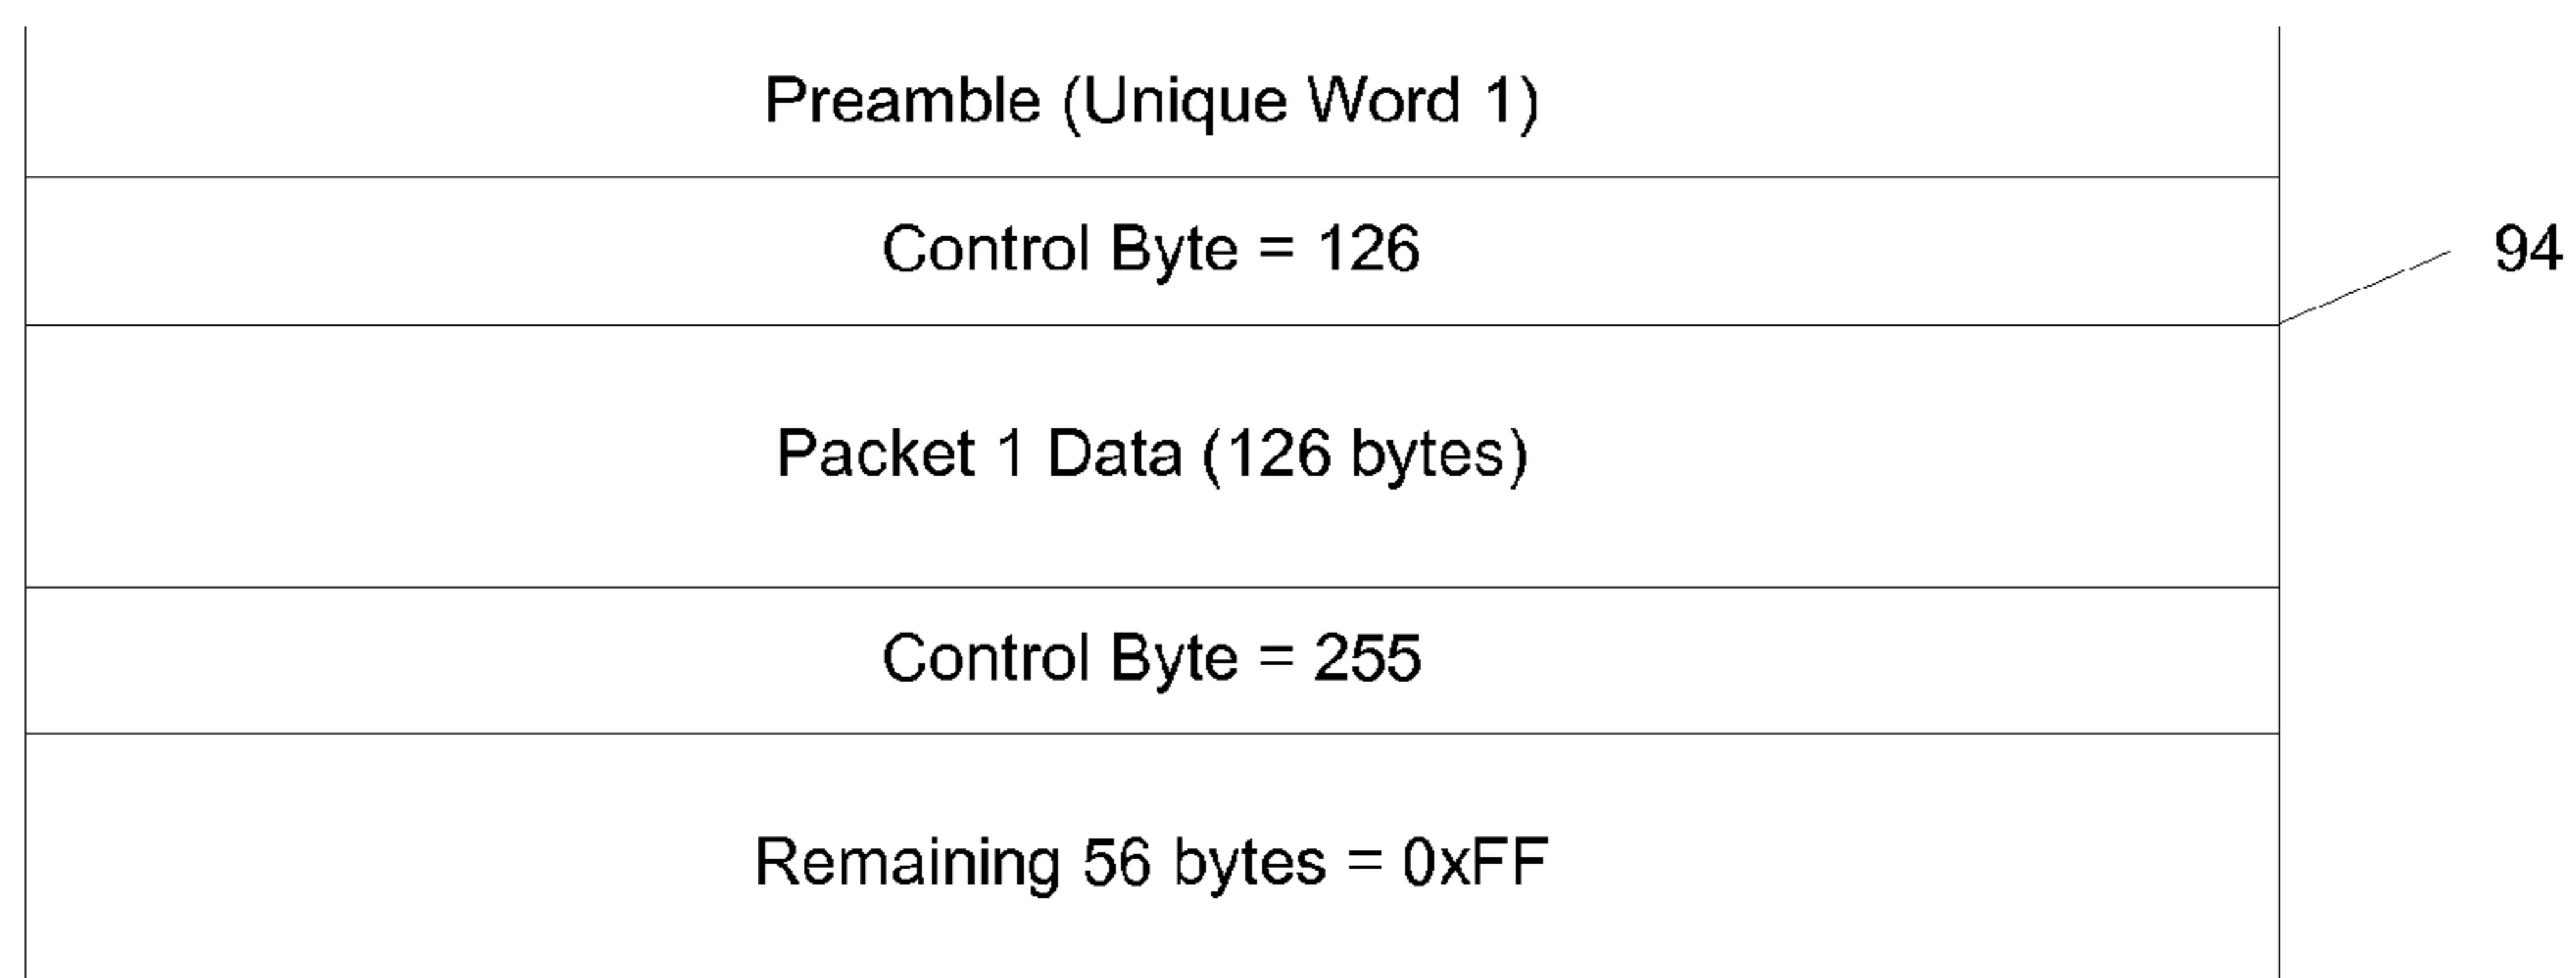 Preamble (Unique Word 1)
Control Byte = 126
94
Packet 1 Data (126 bytes)
Control Byte = 255
Remaining 56 bytes = 0xFF